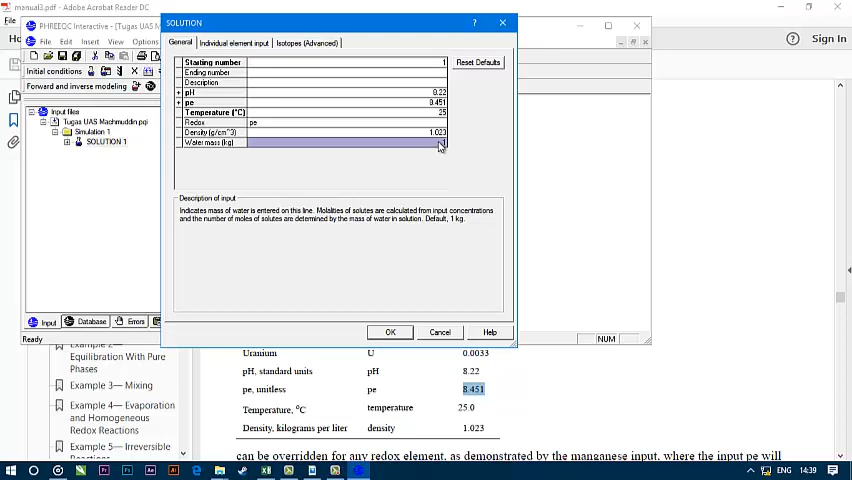 manual3.pdf - Adobe Acrobat Reader DC
File
PHREEQC Interactive - [Tugas UAS
File Edit Insert View
Initial conditions
Forward and inverse modeling
Input files
Tugas UAS Machmuddin.pqi
Simulation 1
SOLUTION 1
Input Database Errors
Ready
NUM
Sign In
SOLUTION
General Individual element input Isotopes (Advanced)
Starting number 1
Ending number
Description
pH 8.22
pe 8.451
Temperature (°C) 25
Redox pe
Density (g/cm^3) 1.023
Water mass (kg) 1
Reset Defaults
Description of input
Indicates mass of water is entered on this line. Molalities of solutes are calculated from input concentrations
and the number of moles of solutes are determined by the mass of water in solution. Default, 1 kg.
OK Cancel Help
Equilibration With Pure
Phases
Example 3— Mixing
Example 4— Evaporation
and Homogeneous
Redox Reactions
Example 5— Irreversible
Uranium U 0.0033
pH, standard units pH 8.22
pe, unitless pe 8.451
Temperature, °C temperature 25.0
Density, kilograms per liter density 1.023
can be overridden for any redox element, as demonstrated by the manganese input, where the input pe will
ENG 14:39